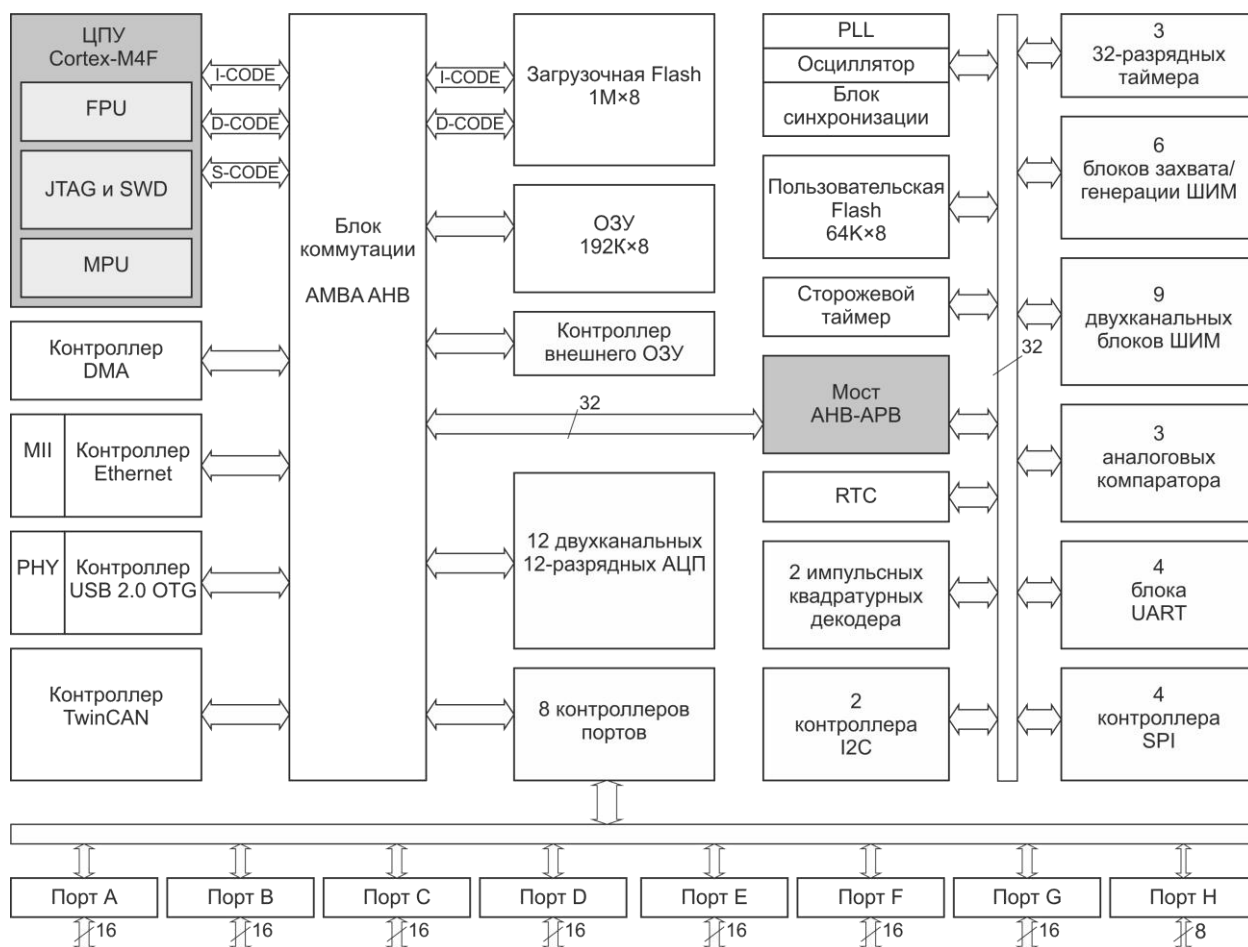 ЦПУ
Cortex-M4F
FPU
JTAG и SWD
MPU
I-CODE
D-CODE
S-CODE
Контроллер
DMA
MII
Контроллер
Ethernet
PHY
Контроллер
USB 2.0 OTG
Контроллер
TwinCAN
Блок
коммутации
AMBA AHB
I-CODE
D-CODE
Загрузочная Flash
1М×8
ОЗУ
192К×8
Контроллер
внешнего ОЗУ
32
12 двухканальных
12-разрядных АЦП
8 контроллеров
портов
PLL
Осциллятор
Блок
синхронизации
Пользовательская
Flash
64К×8
Сторожевой
таймер
Мост
AHB-APB
RTC
2 импульсных
квадратурных
декодера
2
контроллера
I2C
32
3
32-разрядных
таймера
6
блоков захвата/
генерации ШИМ
9
двухканальных
блоков ШИМ
3
аналоговых
компаратора
4
блока
UART
4
контроллера
SPI
Порт A
Порт B
Порт C
Порт D
Порт E
Порт F
Порт G
Порт H
16
16
16
16
16
16
16
8